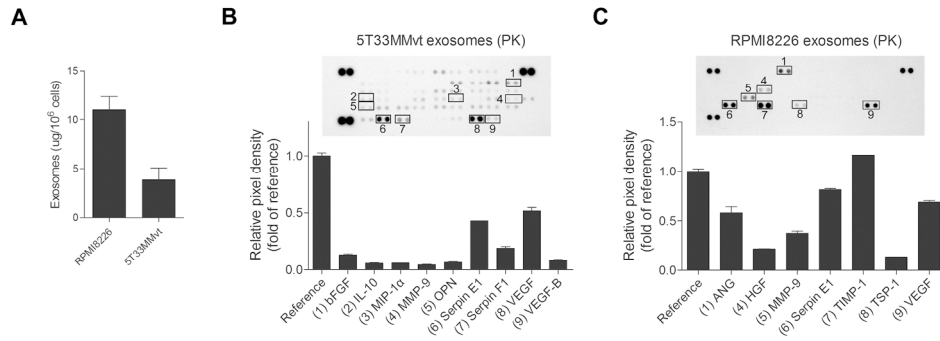 A
Exosomes (ug/10⁶ cells)
15
10
5
0
RPMI8226
5T33MMvt
B
5T33MMvt exosomes (PK)
1
2
3
4
5
6
7
8
9
Relative pixel density
(fold of reference)
1.0
0.5
0.0
Reference
(1) bFGF
(2) IL-10
(3) MIP-1α
(4) MMP-9
(5) OPN
(6) Serpin E1
(7) Serpin F1
(8) VEGF
(9) VEGF-B
C
RPMI8226 exosomes (PK)
1
4
5
6
7
8
9
Relative pixel density
(fold of reference)
1.5
1.0
0.5
0.0
Reference
(1) ANG
(4) HGF
(5) MMP-9
(6) Serpin E1
(7) TIMP-1
(8) TSP-1
(9) VEGF